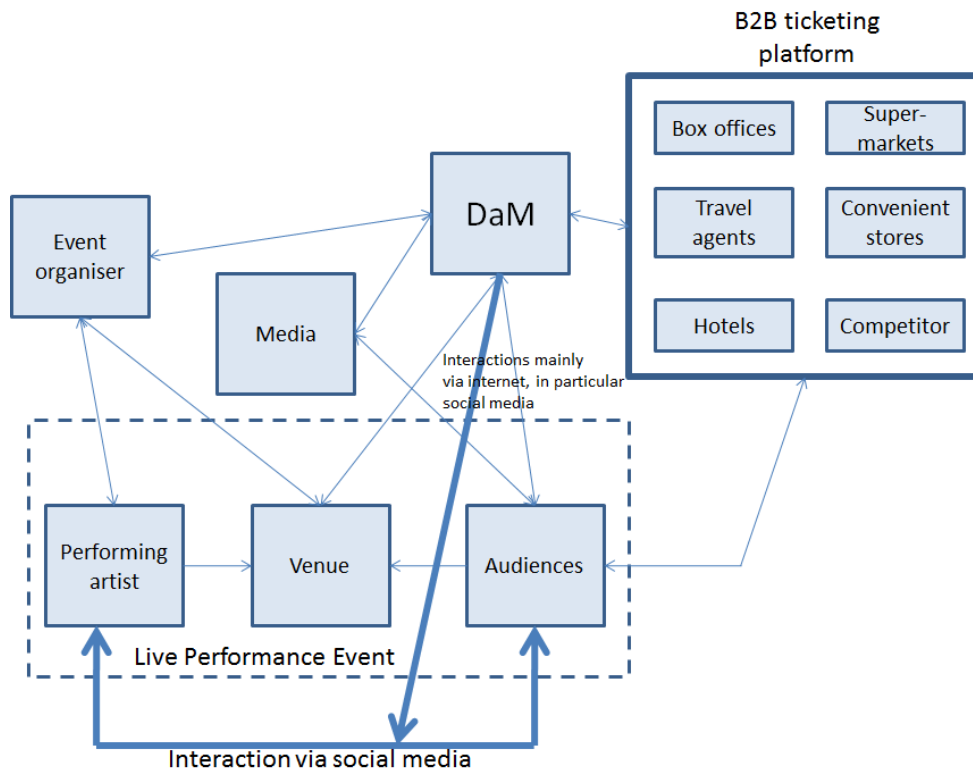 B2B ticketing
platform
Box offices
Super-
markets
DaM
Travel
agents
Convenient
stores
Event
organiser
Media
Hotels
Competitor
Interactions mainly
via internet, in particular
social media
Performing
artist
Venue
Audiences
Live Performance Event
Interaction via social media